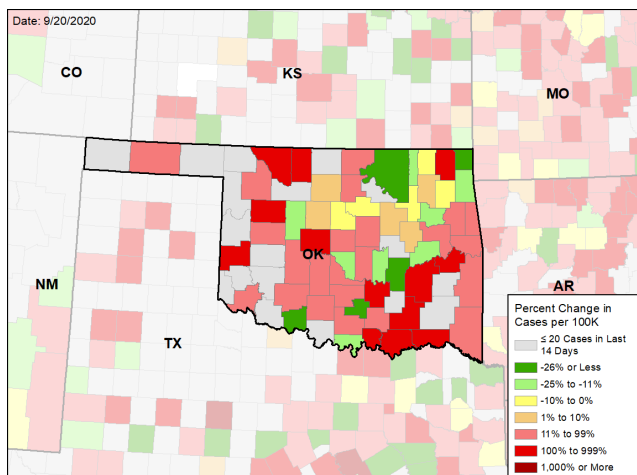 Date: 9/20/2020
CO
KS
MO
OK
NM
AR
TX
Percent Change in
Cases per 100K
≤ 20 Cases in Last
14 Days
-26% or Less
-25% to -11%
-10% to 0%
1% to 10%
11% to 99%
100% to 999%
1,000% or More